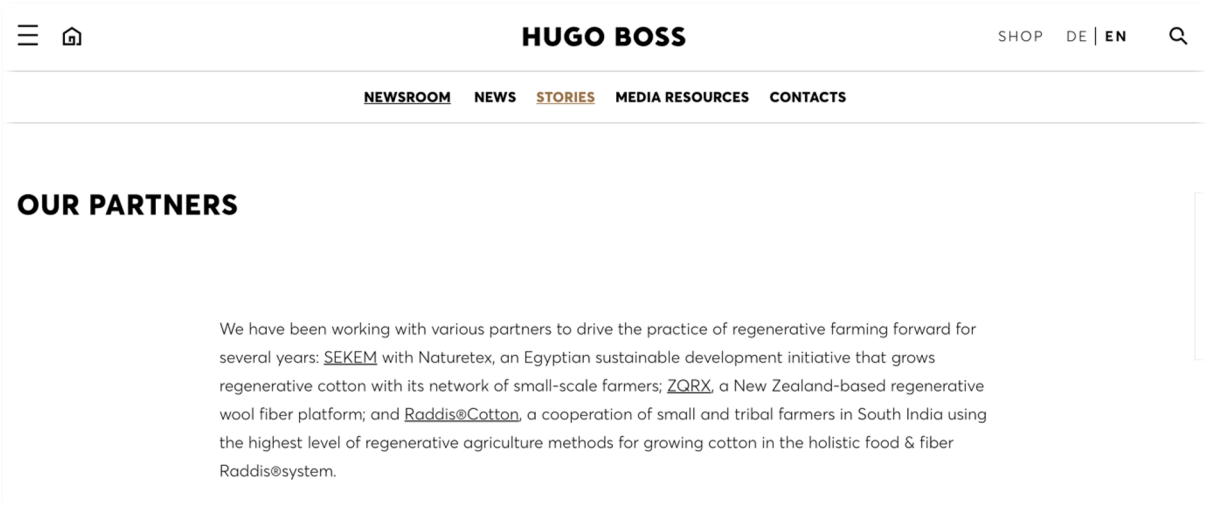 HUGO BOSS
SHOP DE | EN
NEWSROOM NEWS STORIES MEDIA RESOURCES CONTACTS
OUR PARTNERS
We have been working with various partners to drive the practice of regenerative farming forward for
several years: SEKEM with Naturetex, an Egyptian sustainable development initiative that grows
regenerative cotton with its network of small-scale farmers; ZQRX, a New Zealand-based regenerative
wool fiber platform; and Raddis®Cotton, a cooperation of small and tribal farmers in South India using
the highest level of regenerative agriculture methods for growing cotton in the holistic food & fiber
Raddis®system.